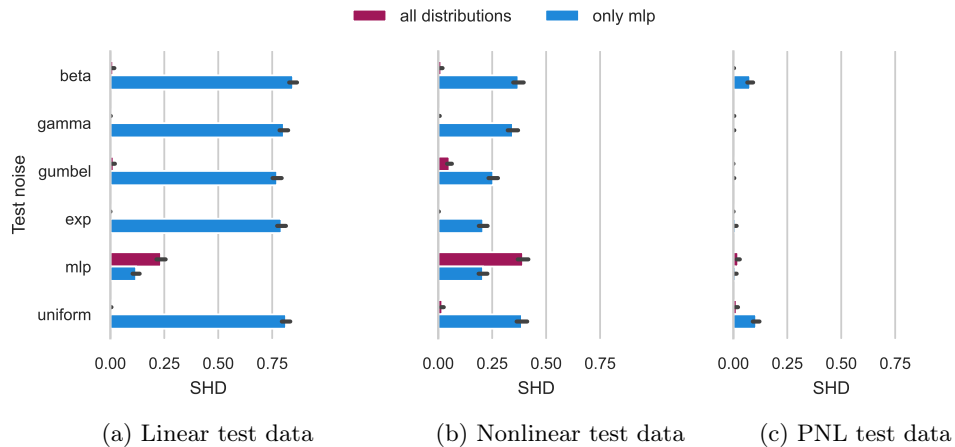 all distributions only mlp
Test noise
beta
gamma
gumbel
exp
mlp
uniform
0.00 0.25 0.50 0.75 0.00 0.25 0.50 0.75 0.00 0.25 0.50 0.75
SHD SHD SHD
(a) Linear test data (b) Nonlinear test data (c) PNL test data